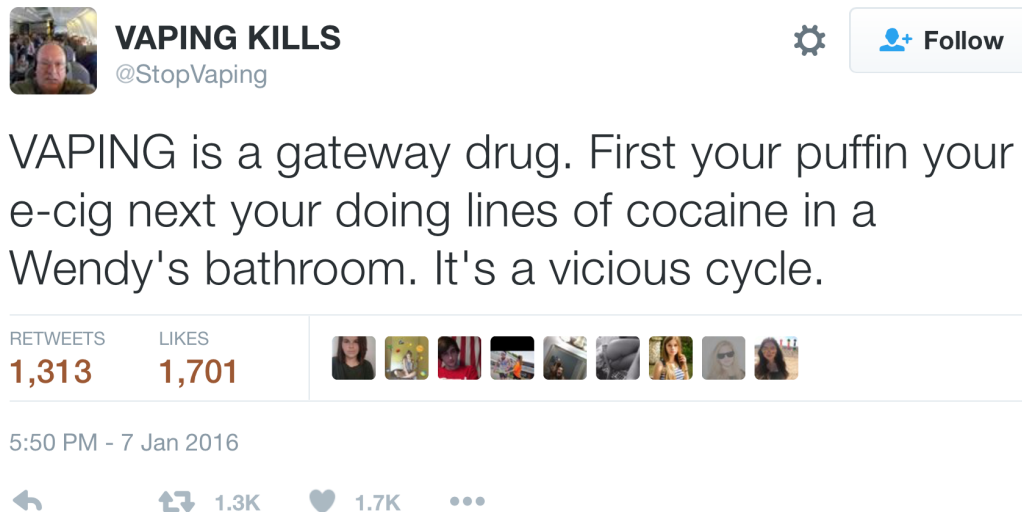 VAPING KILLS
@StopVaping
Follow
VAPING is a gateway drug. First your puffin your
e-cig next your doing lines of cocaine in a
Wendy's bathroom. It's a vicious cycle.
RETWEETS LIKES
1,313 1,701
5:50 PM - 7 Jan 2016
1.3K 1.7K